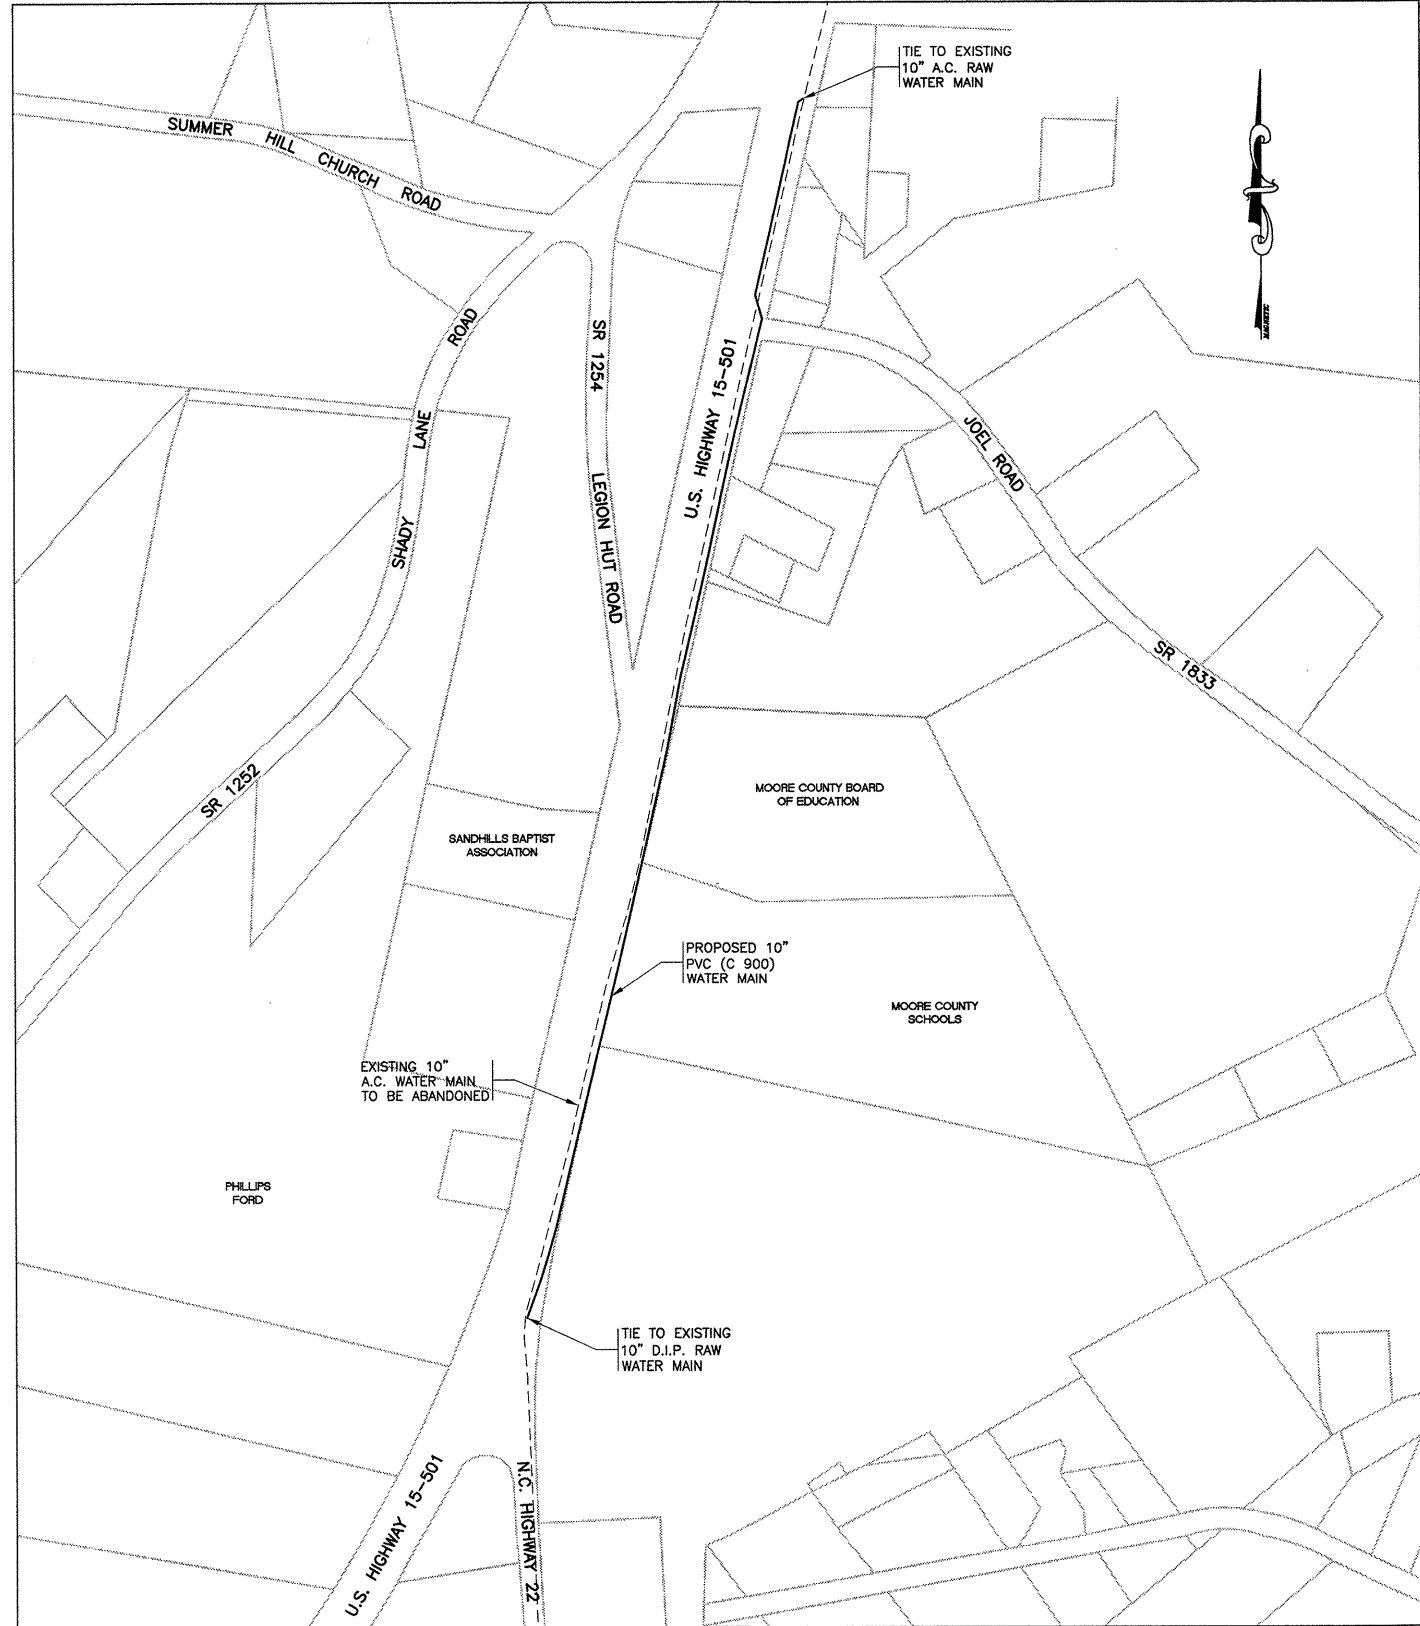 TIE TO EXISTING
10" A.C. RAW
WATER MAIN
SUMMER HILL CHURCH ROAD
MAGNETIC
SHADY LANE ROAD
SR 1254
LEGION HUT ROAD
U.S. HIGHWAY 15-501
JOEL ROAD
SR 1833
SR 1252
MOORE COUNTY BOARD
OF EDUCATION
SANDHILLS BAPTIST
ASSOCIATION
PROPOSED 10"
PVC (C 900)
WATER MAIN
MOORE COUNTY
SCHOOLS
EXISTING 10"
A.C. WATER MAIN
TO BE ABANDONED
PHILLIPS
FORD
TIE TO EXISTING
10" D.I.P. RAW
WATER MAIN
U.S. HIGHWAY 15-501
N.C. HIGHWAY 22